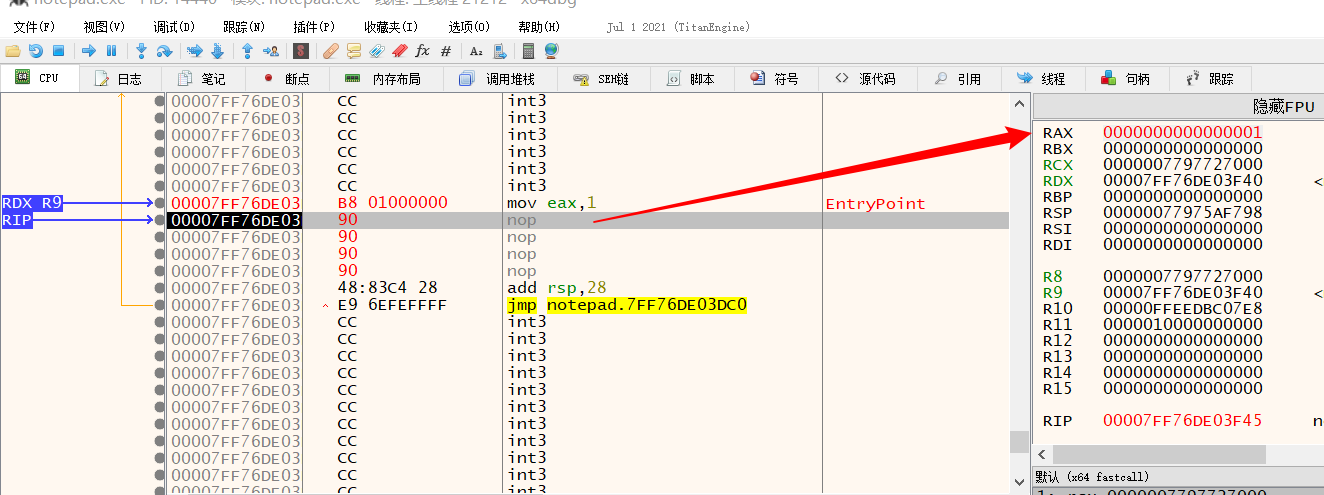 notepad.exe - PID: 14440 - 模块: notepad.exe - 线程: 主线程 21212 - x64dbg
文件(F) 视图(V) 调试(D) 跟踪(N) 插件(P) 收藏夹(I) 选项(O) 帮助(H) Jul 1 2021 (TitanEngine)
CPU 日志 笔记 断点 内存布局 调用堆栈 SEH链 脚本 符号 源代码 引用 线程 句柄 跟踪
隐藏FPU
00007FF76DE03 CC int3
00007FF76DE03 CC int3
00007FF76DE03 CC int3
00007FF76DE03 CC int3
00007FF76DE03 CC int3
00007FF76DE03 CC int3
RDX R9 00007FF76DE03 B8 01000000 mov eax,1 EntryPoint
RIP 00007FF76DE03 90 nop
00007FF76DE03 90 nop
00007FF76DE03 90 nop
00007FF76DE03 90 nop
00007FF76DE03 48:83C4 28 add rsp,28
00007FF76DE03 E9 6EFEFFFF jmp notepad.7FF76DE03DC0
00007FF76DE03 CC int3
00007FF76DE03 CC int3
00007FF76DE03 CC int3
00007FF76DE03 CC int3
00007FF76DE03 CC int3
00007FF76DE03 CC int3
00007FF76DE03 CC int3
00007FF76DE03 CC int3
00007FF76DE03 CC int3
00007FF76DE03 CC int3
00007FF76DE03 CC int3
RAX 0000000000000001
RBX 0000000000000000
RCX 0000007797727000
RDX 00007FF76DE03F40 <
RBP 0000000000000000
RSP 00000077975AF798
RSI 0000000000000000
RDI 0000000000000000
R8 0000007797727000
R9 00007FF76DE03F40 <
R10 00000FFEEDBC07E8
R11 0000010000000000
R12 0000000000000000
R13 0000000000000000
R14 0000000000000000
R15 0000000000000000
RIP 00007FF76DE03F45 n
默认 (x64 fastcall)
1: rcx 0000007797727000